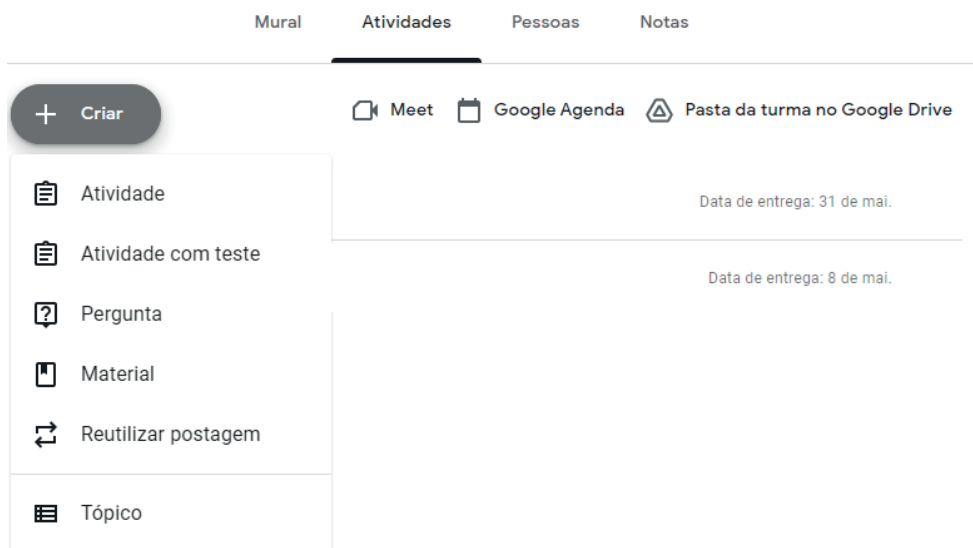 Mural Atividades Pessoas Notas
Criar Meet Google Agenda Pasta da turma no Google Drive
Atividade Data de entrega: 31 de mai.
Atividade com teste
Data de entrega: 8 de mai.
Pergunta
Material
Reutilizar postagem
Tópico